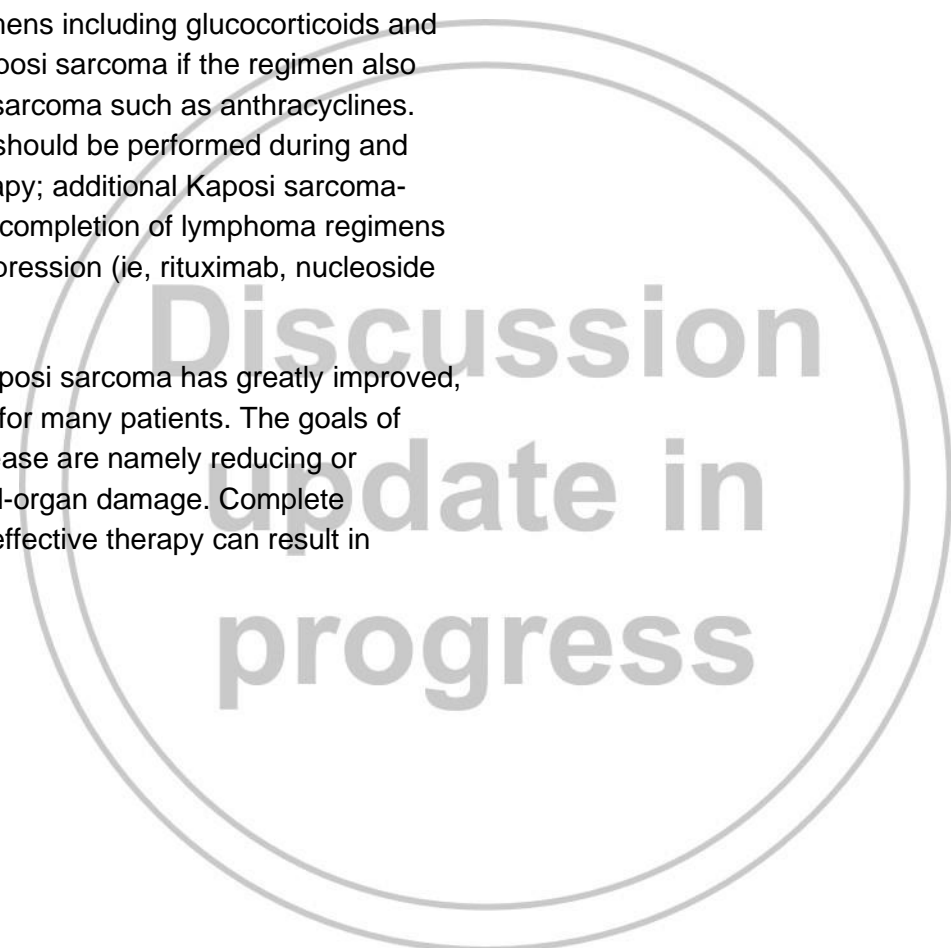 mens including glucocorticoids and
posi sarcoma if the regimen also
sarcoma such as anthracyclines.
should be performed during and
apy; additional Kaposi sarcoma-
completion of lymphoma regimens
pression (ie, rituximab, nucleoside
posi sarcoma has greatly improved,
for many patients. The goals of
ease are namely reducing or
d-organ damage. Complete
effective therapy can result in
Discussion
update in
progress